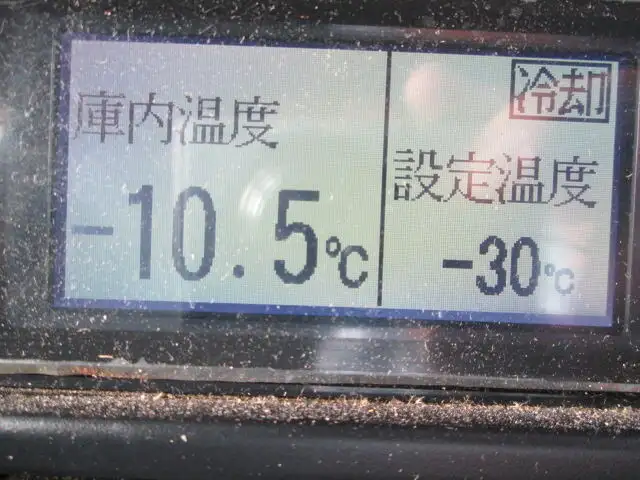 庫内温度
-10.5℃
冷却
設定温度
-30℃